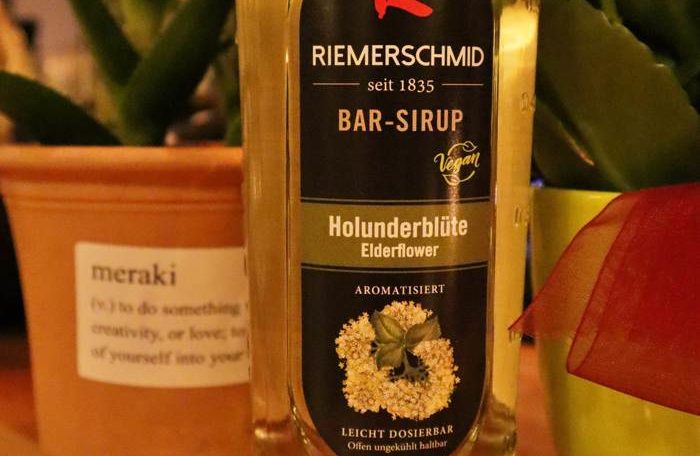 RIEMERSCHMID
seit 1835
BAR-SIRUP
Vegan
Holunderblüte
Elderflower
AROMATISIERT
LEICHT DOSIERBAR
Offen ungekühlt haltbar
meraki
(v.) to do something
creativity, or love;
of yourself into your